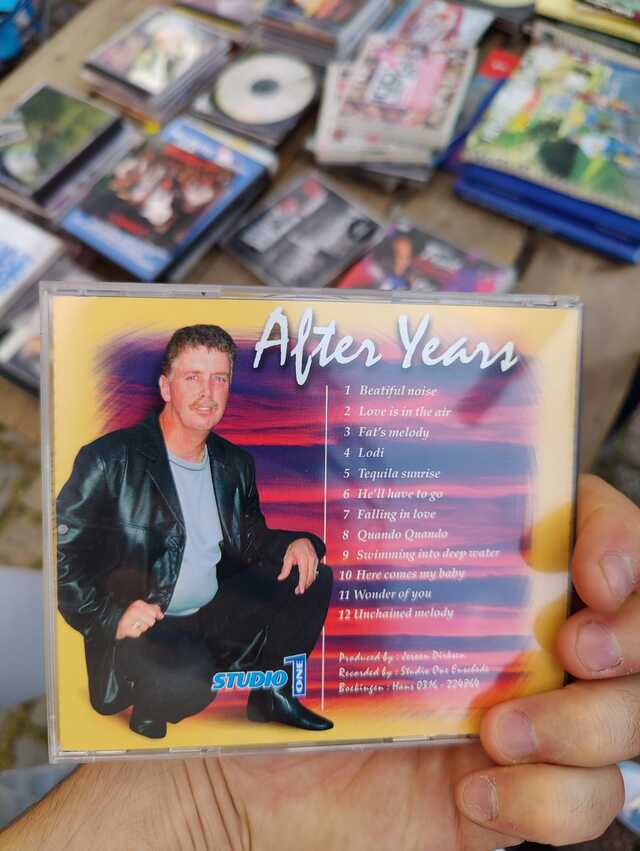 After Years
1 Beatiful noise
2 Love is in the air
3 Fat's melody
4 Lodi
5 Tequila sunrise
6 He'll have to go
7 Falling in love
8 Quando Quando
9 Swimming into deep water
10 Here comes my baby
11 Wonder of you
12 Unchained melody
Produced by : Jeroen Dirksen
Recorded by : Studio One Enschede
Boekingen : Hans 0314 -
STUDIO ONE 1